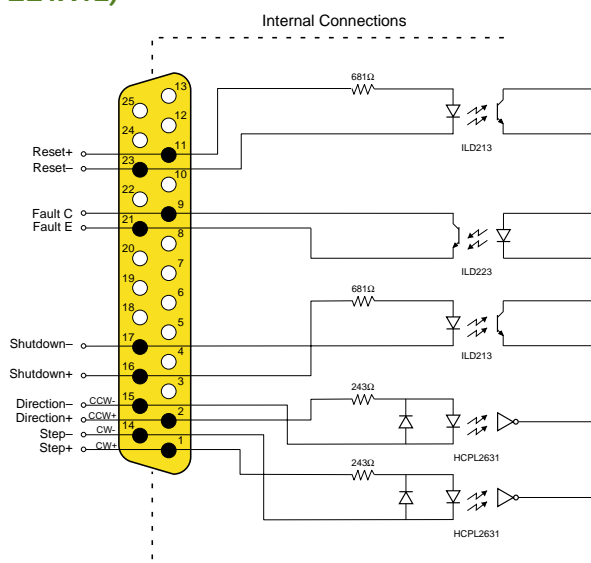 Internal Connections
681Ω
ILD213
13
25
12
24
11
Reset+
Reset–
23
10
22
9
Fault C
Fault E
21
ILD223
8
20
7
19
6
18
681Ω
5
17
Shutdown–
ILD213
4
16
Shutdown+
3
15
243Ω
Direction– CCW-
Direction+ CCW+
2
14
Step– CW-
Step+ CW+
1
HCPL2631
243Ω
HCPL2631